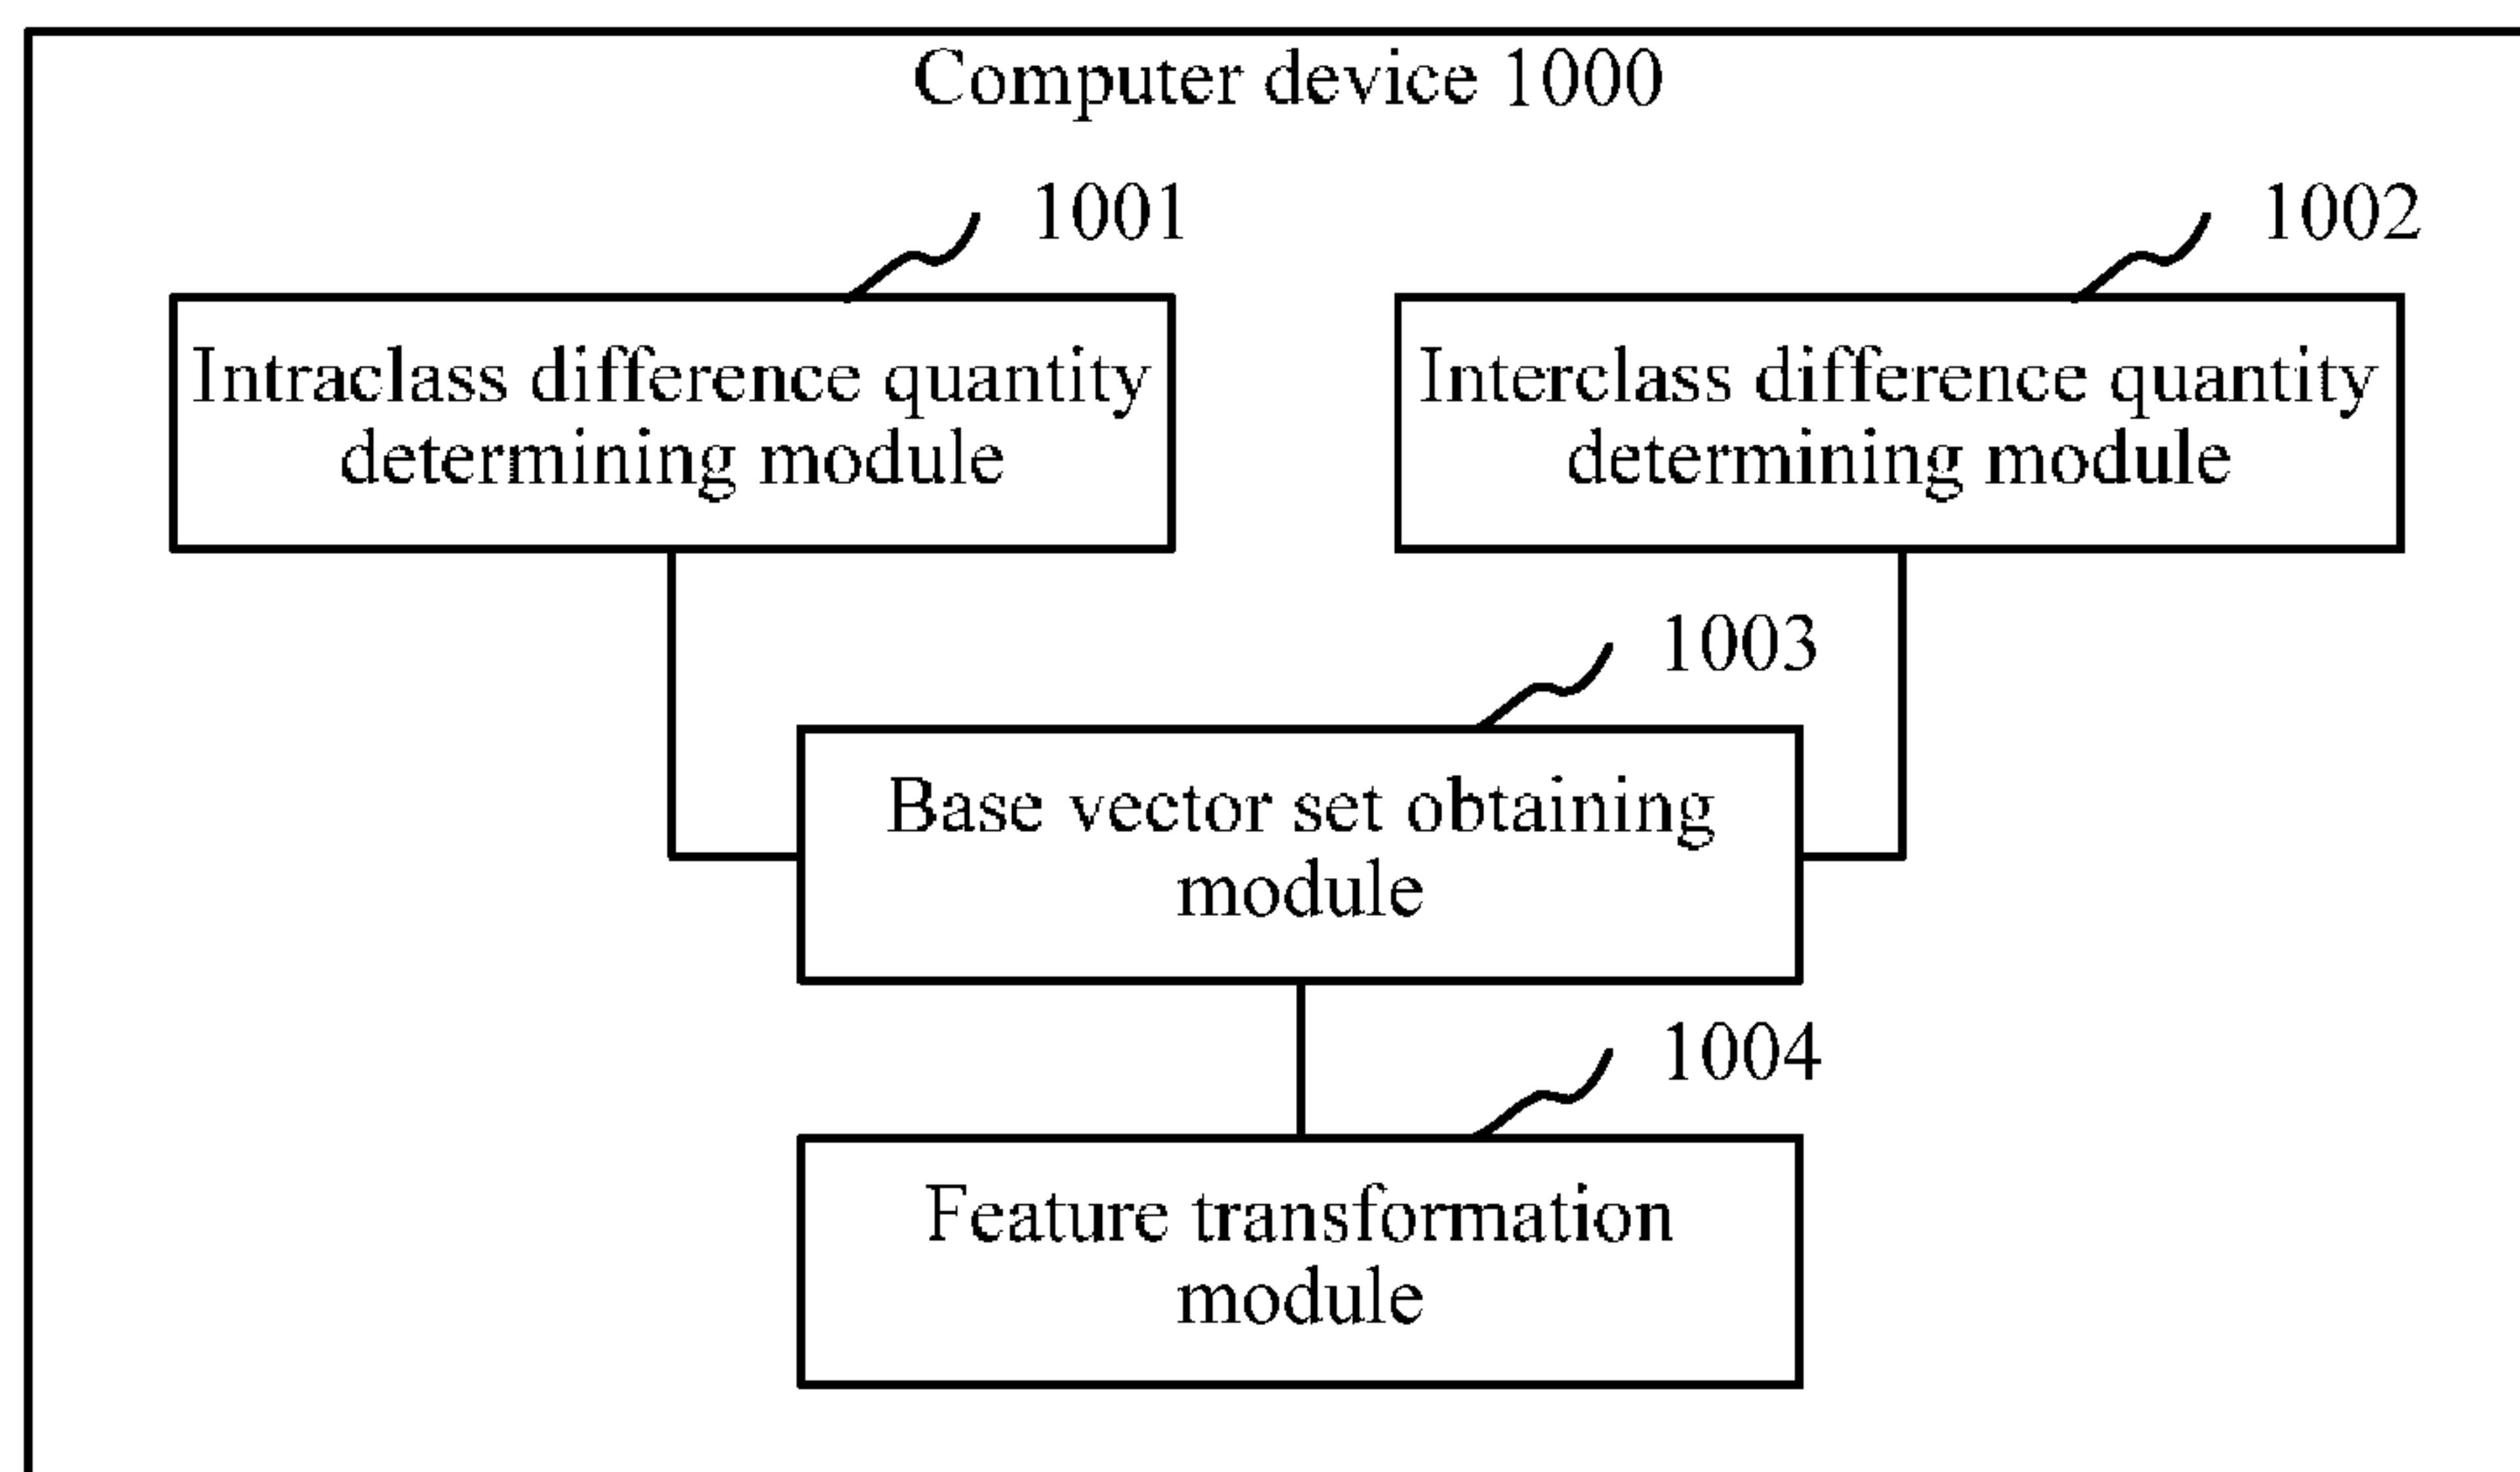 Computer device 1000
1001
1002
Intraclass difference quantity
determining module
Interclass difference quantity
determining module
1003
Base vector set obtaining
module
1004
Feature transformation
module